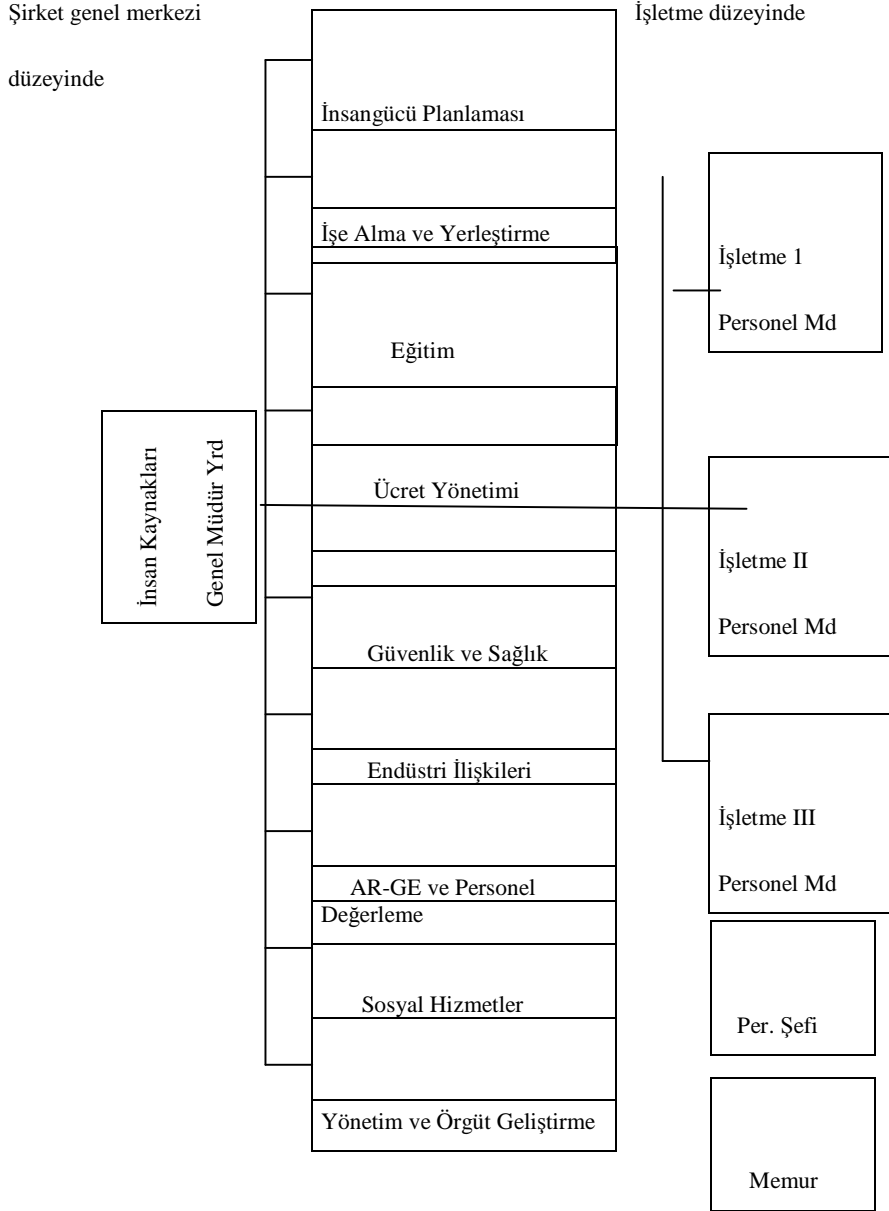 Şirket genel merkezi
düzeyinde
İşletme düzeyinde
İnsangücü Planlaması
İşe Alma ve Yerleştirme
Eğitim
Ücret Yönetimi
Güvenlik ve Sağlık
Endüstri İlişkileri
AR-GE ve Personel
Değerleme
Sosyal Hizmetler
Yönetim ve Örgüt Geliştirme
İnsan Kaynakları
Genel Müdür Yrd
İşletme 1
Personel Md
İşletme II
Personel Md
İşletme III
Personel Md
Per. Şefi
Memur